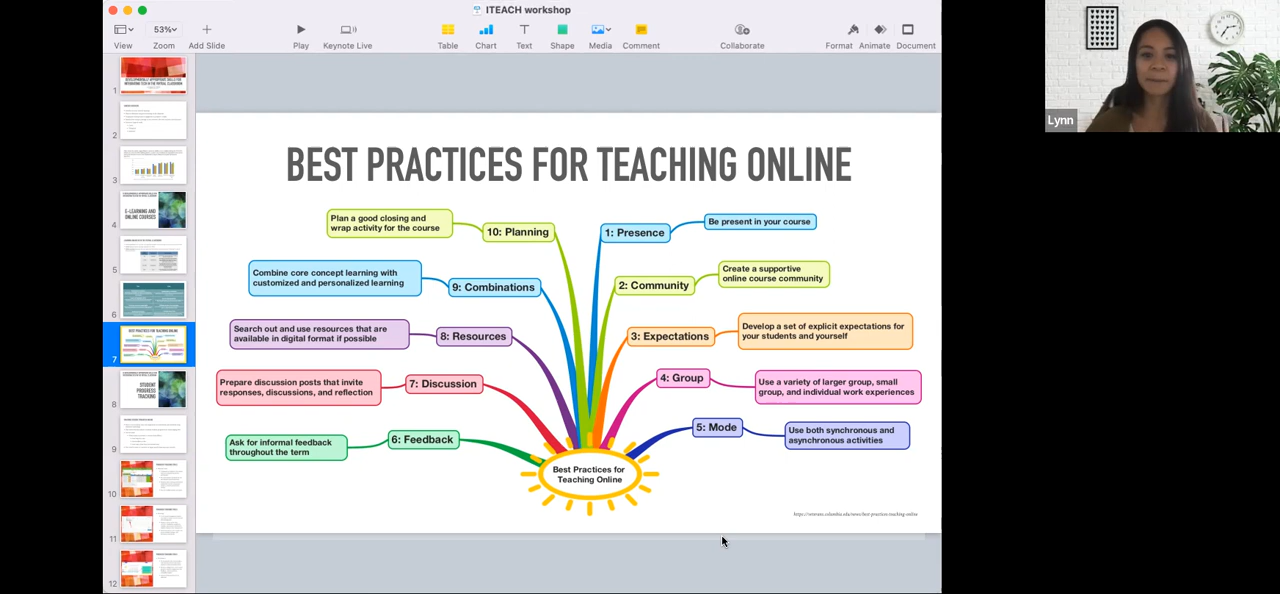 ITEACH workshop
53%
View
Zoom
Add Slide
Play
Keynote Live
Table
Chart
Text
Shape
Media
Comment
Collaborate
Format
Animate
Document
Lynn
1
2
3
4
E-LEARNING AND
ONLINE COURSES
5
6
7
BEST PRACTICES FOR TEACHING ONLINE
8
STUDENT
PROGRESS
TRACKING
9
10
11
12
BEST PRACTICES FOR TEACHING ONLINE
Plan a good closing and
wrap activity for the course
10: Planning
1: Presence
Be present in your course
Combine core concept learning with
customized and personalized learning
9: Combinations
2: Community
Create a supportive
online course community
Search out and use resources that are
available in digital format if possible
8: Resource
3: Expectations
Develop a set of explicit expectations for
your students and yourself
Prepare discussion posts that invite
responses, discussions, and reflection
7: Discussion
4: Group
Use a variety of larger group, small
group, and individual work experiences
Ask for informal feedback
throughout the term
6: Feedback
5: Mode
Use both synchronous and
asynchronous activities
Best Practices for
Teaching Online